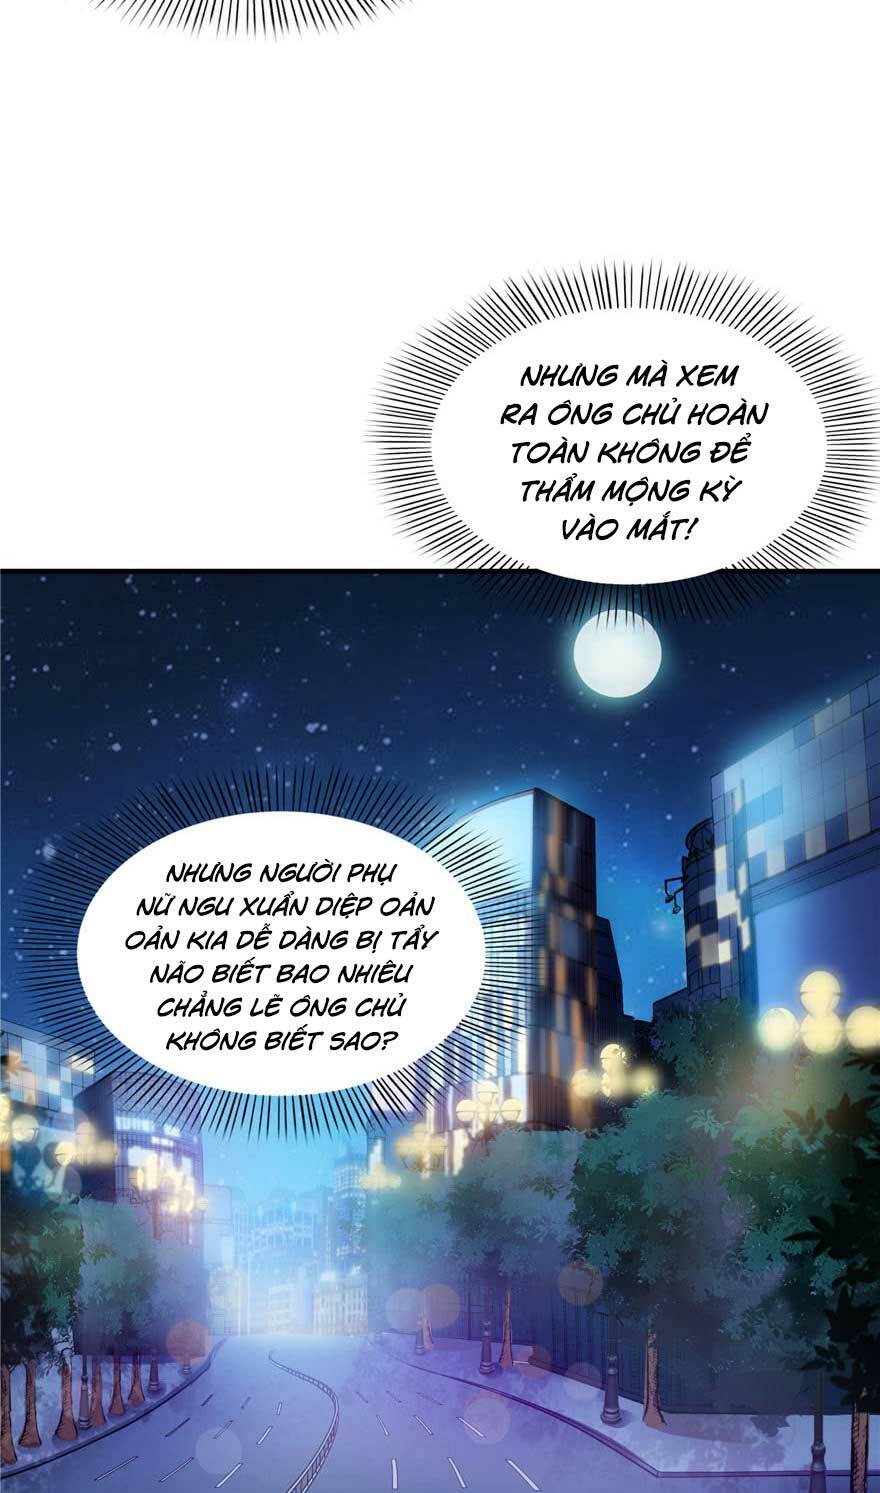 NHƯNG MÀ XEM
RA ÔNG CHỦ HOÀN
TOÀN KHÔNG ĐỂ
THẨM MỘNG KỲ
VÀO MẮT!
NHƯNG NGƯỜI PHỤ
NỮ NGU XUẨN DIỆP OẢN
OẢN KIA DỄ DÀNG BỊ TẨY
NÃO BIẾT BAO NHIÊU
CHẲNG LẼ ÔNG CHỦ
KHÔNG BIẾT SAO?